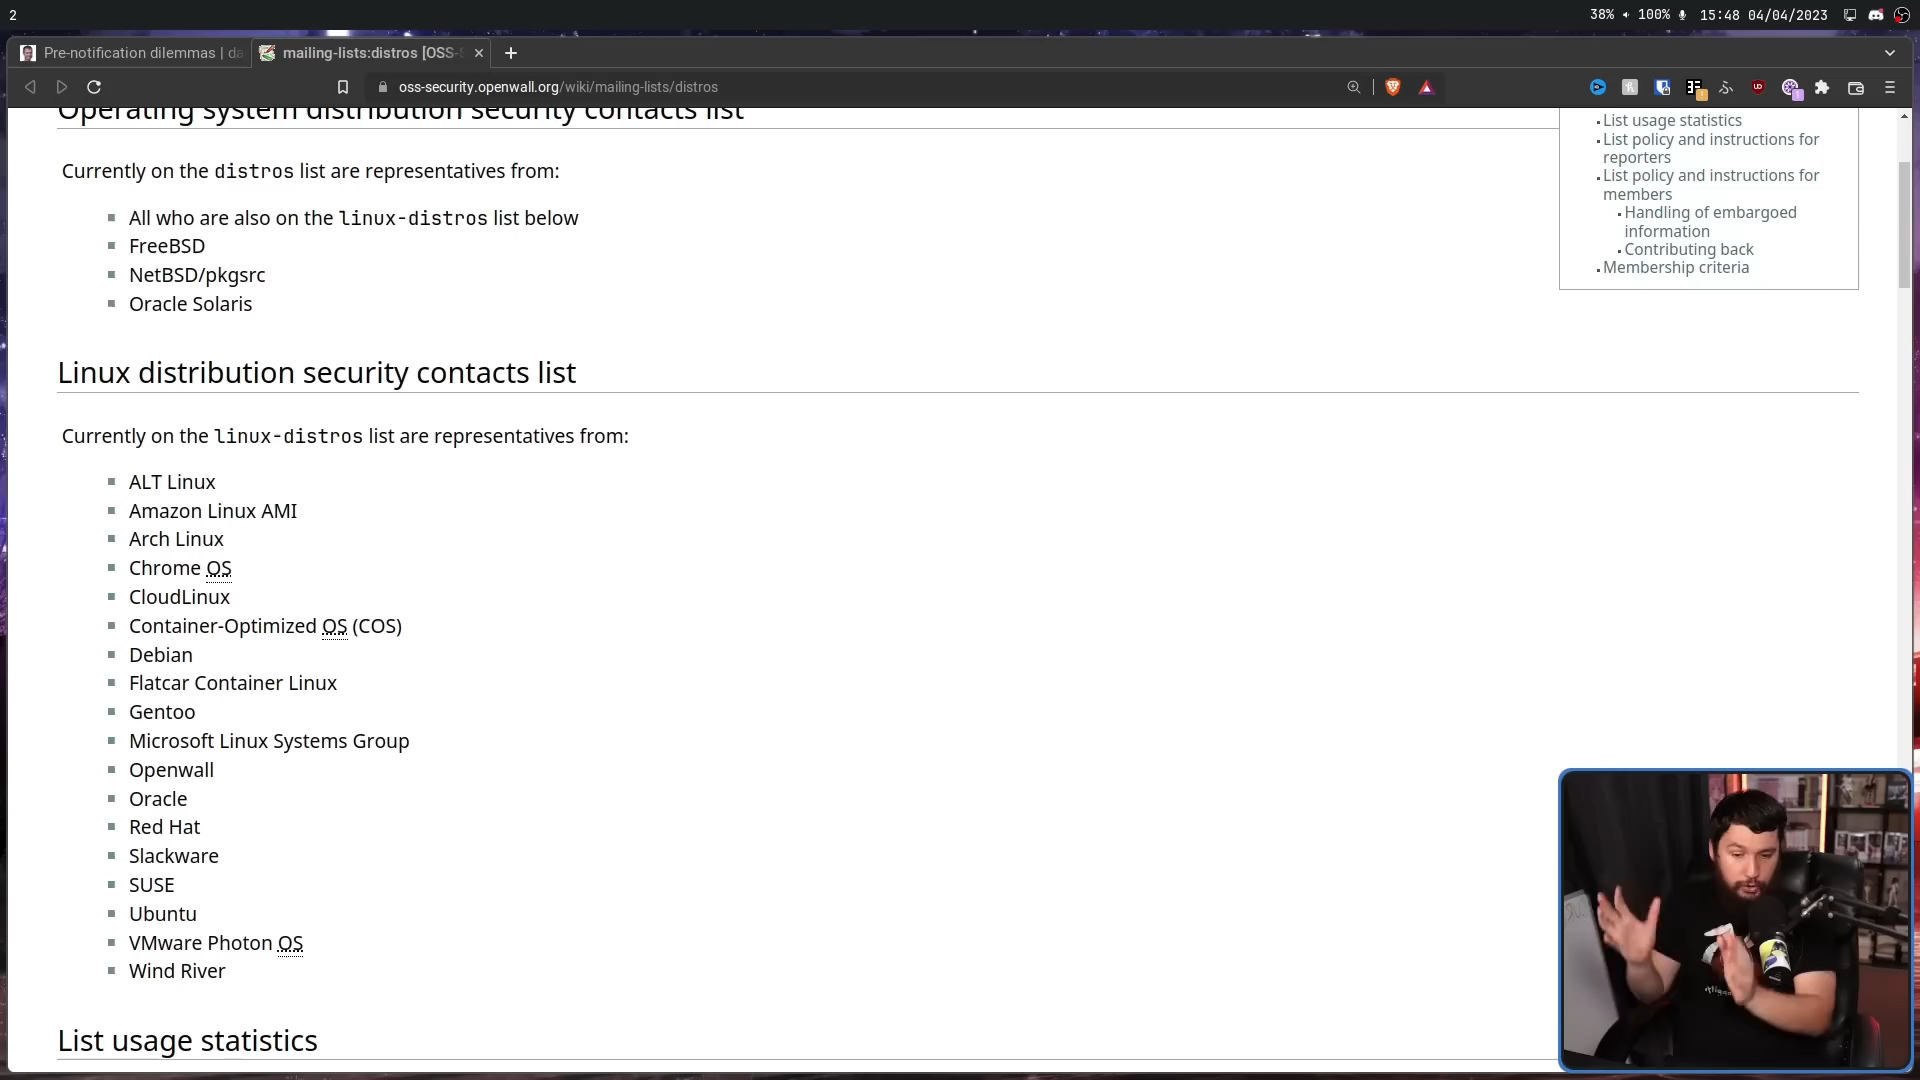 2
38% 100% 15:48 04/04/2023
Pre-notification dilemmas | da
mailing-lists:distros [OSS-S
oss-security.openwall.org/wiki/mailing-lists/distros
Operating system distribution security contacts list
Currently on the distros list are representatives from:
All who are also on the linux-distros list below
FreeBSD
NetBSD/pkgsrc
Oracle Solaris
List usage statistics
List policy and instructions for
reporters
List policy and instructions for
members
Handling of embargoed
information
Contributing back
Membership criteria
Linux distribution security contacts list
Currently on the linux-distros list are representatives from:
ALT Linux
Amazon Linux AMI
Arch Linux
Chrome OS
CloudLinux
Container-Optimized OS (COS)
Debian
Flatcar Container Linux
Gentoo
Microsoft Linux Systems Group
Openwall
Oracle
Red Hat
Slackware
SUSE
Ubuntu
VMware Photon OS
Wind River
List usage statistics